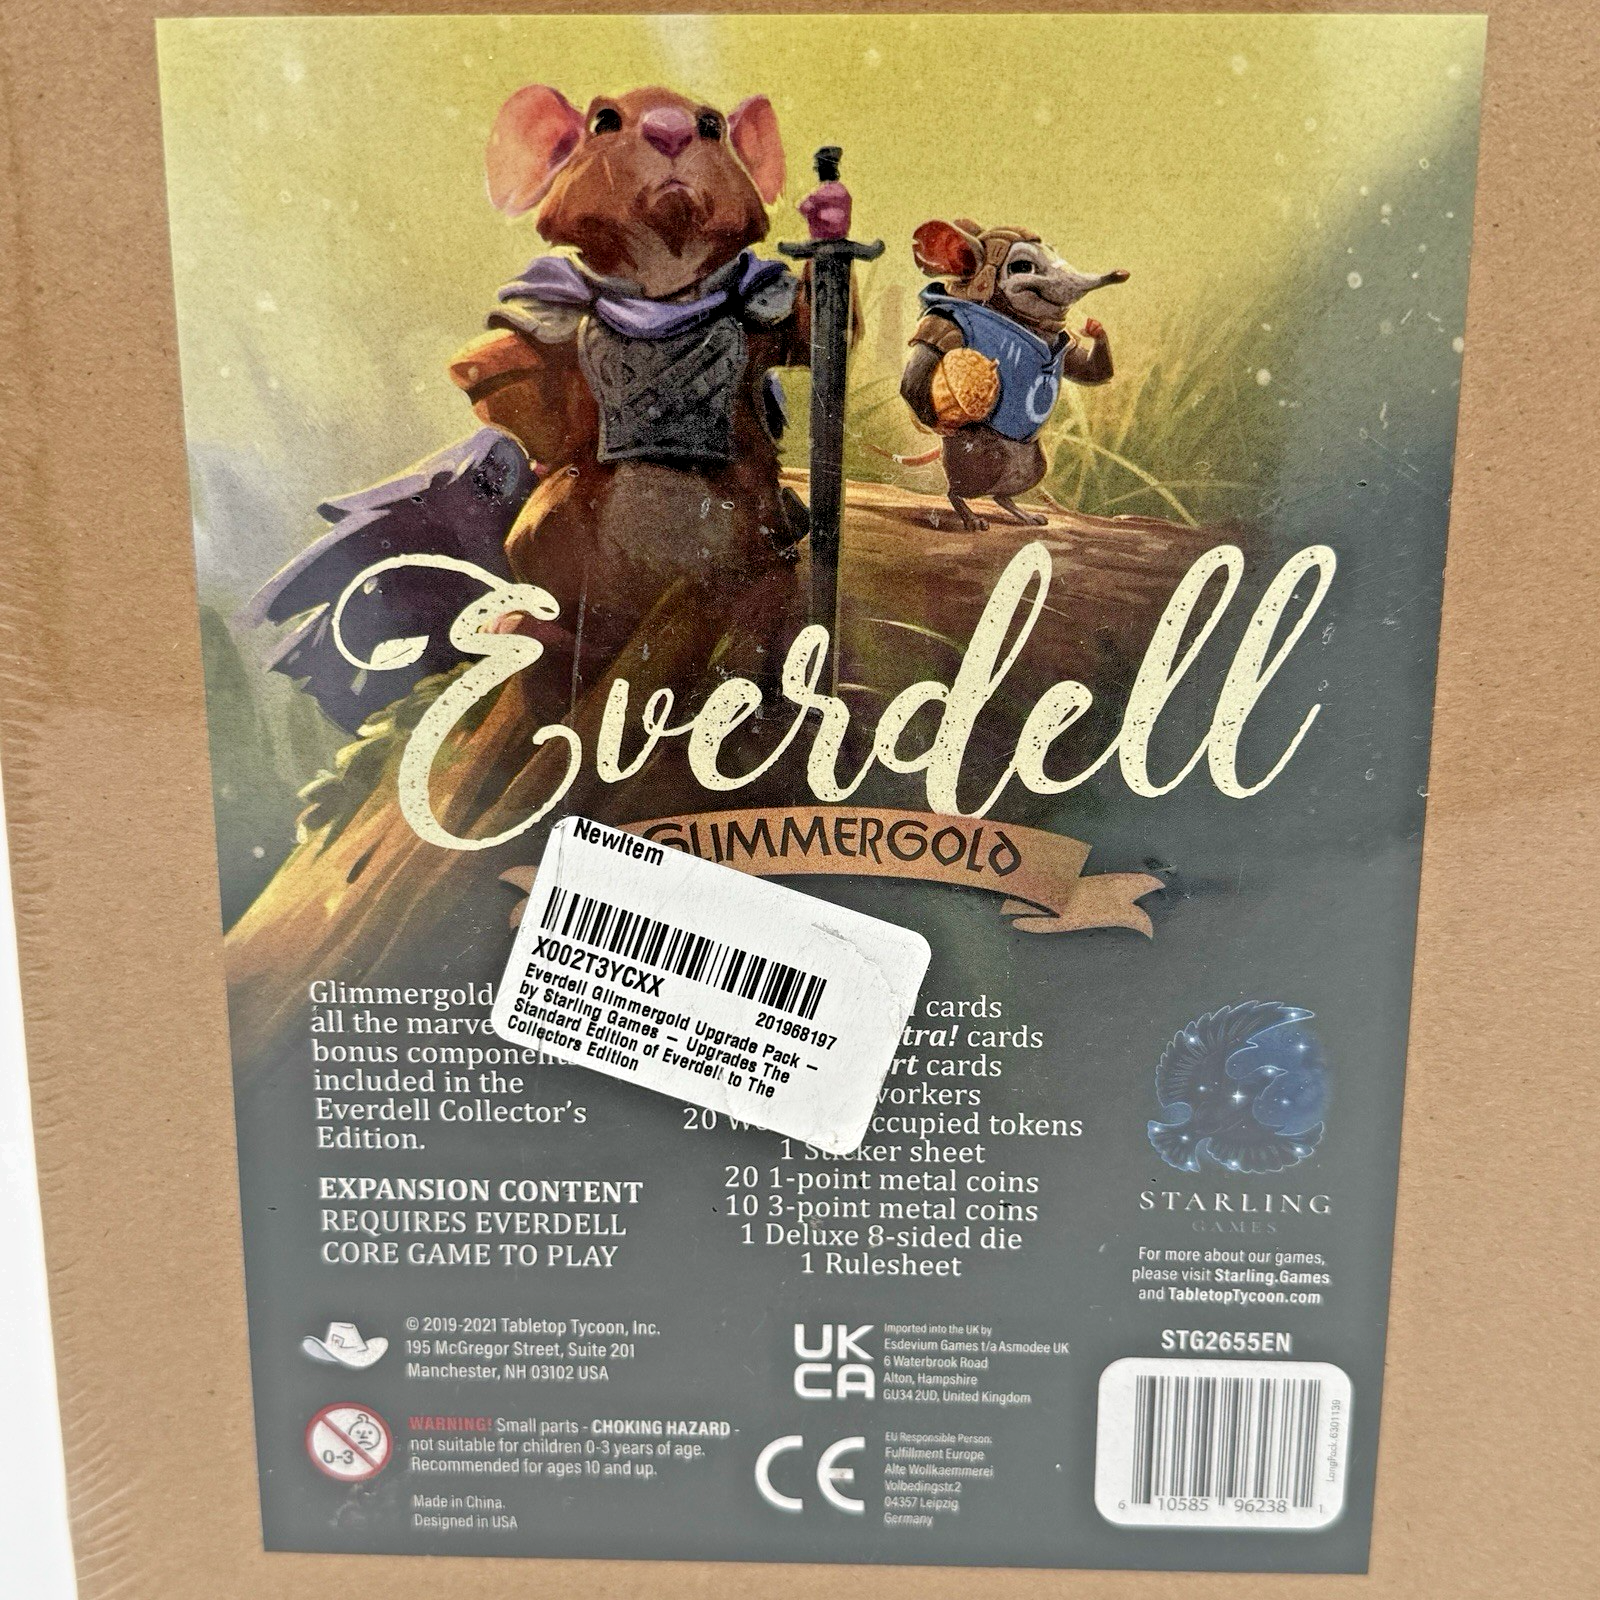 Everdell
GLIMMERGOLD
NewItem
X002T3YCXX
201968197
Everdell Glimmergold Upgrade Pack –
by Starling Games – Upgrades The
Standard Edition of Everdell to The
Collectors Edition
Glimmergold
all the
bonus
included in the
Everdell Collector's
Edition.
EXPANSION CONTENT
REQUIRES EVERDELL
CORE GAME TO PLAY
cards
cards
cards
workers
20 tokens
1 Sticker sheet
20 1-point metal coins
10 3-point metal coins
1 Deluxe 8-sided die
1 Rulesheet
STARLING
GAMES
For more about our games,
please visit Starling.Games
and TabletopTycoon.com
STG2655EN
© 2019-2021 Tabletop Tycoon, Inc.
195 McGregor Street, Suite 201
Manchester, NH 03102 USA
0-3
WARNING! Small parts - CHOKING HAZARD -
not suitable for children 0-3 years of age.
Recommended for ages 10 and up.
Made in China.
Designed in USA
UK
CA
Imported into the UK by
Esdevium Games t/a Asmodee UK
6 Waterbrook Road
Alton, Hampshire
GU34 2UD, United Kingdom
CE
EU Responsible Person:
Fulfillment Europe
Alte Wollkaemmerei
Volbedingstr.2
04357 Leipzig
Germany
LongPack: 6301139
6 10585 96238 1